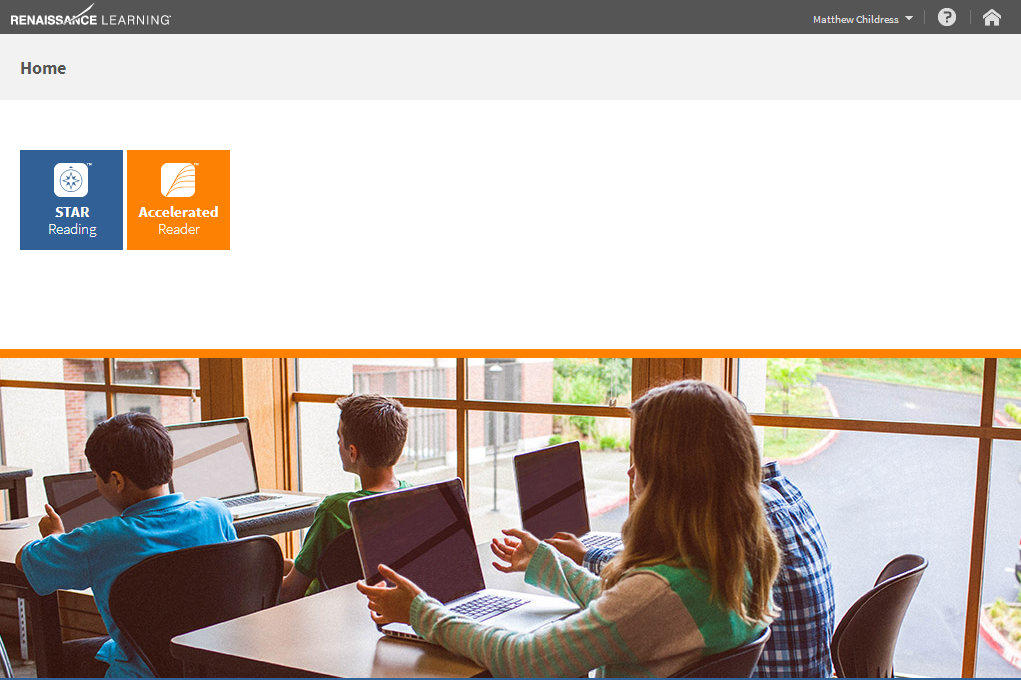 RENAISSANCE LEARNING
Matthew Childress
?
Home
STAR
Reading
Accelerated
Reader